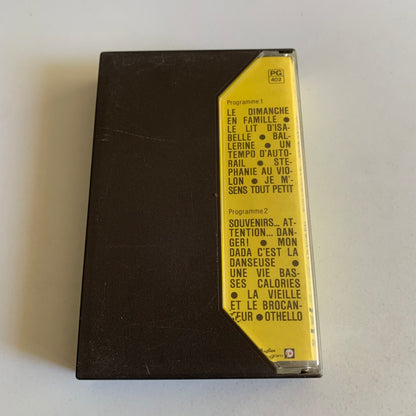 PG
402
Programme 1
LE DIMANCHE
EN FAMILLE ●
LE LIT D'ISA-
BELLE ● BAL-
LERINE ● UN
TEMPO D'AUTO-
RAIL ● STE-
PHANIE AU VIO-
LON ● JE M'-
SENS TOUT PETIT
Programme 2
SOUVENIRS... AT-
TENTION... DAN-
GER! ● MON
DADA C'EST LA
DANSEUSE ●
UNE VIE BAS-
SES CALORIES
● LA VIEILLE
ET LE BROCAN-
TEUR ● OTHELLO